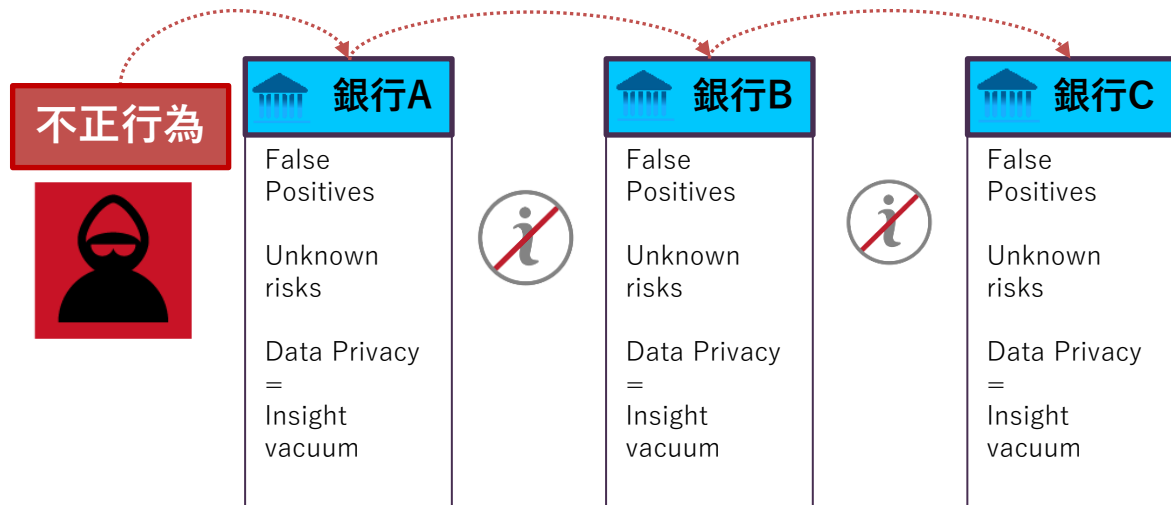 不正行為
銀行A
False
Positives
Unknown
risks
Data Privacy
=
Insight
vacuum
銀行B
False
Positives
Unknown
risks
Data Privacy
=
Insight
vacuum
銀行C
False
Positives
Unknown
risks
Data Privacy
=
Insight
vacuum